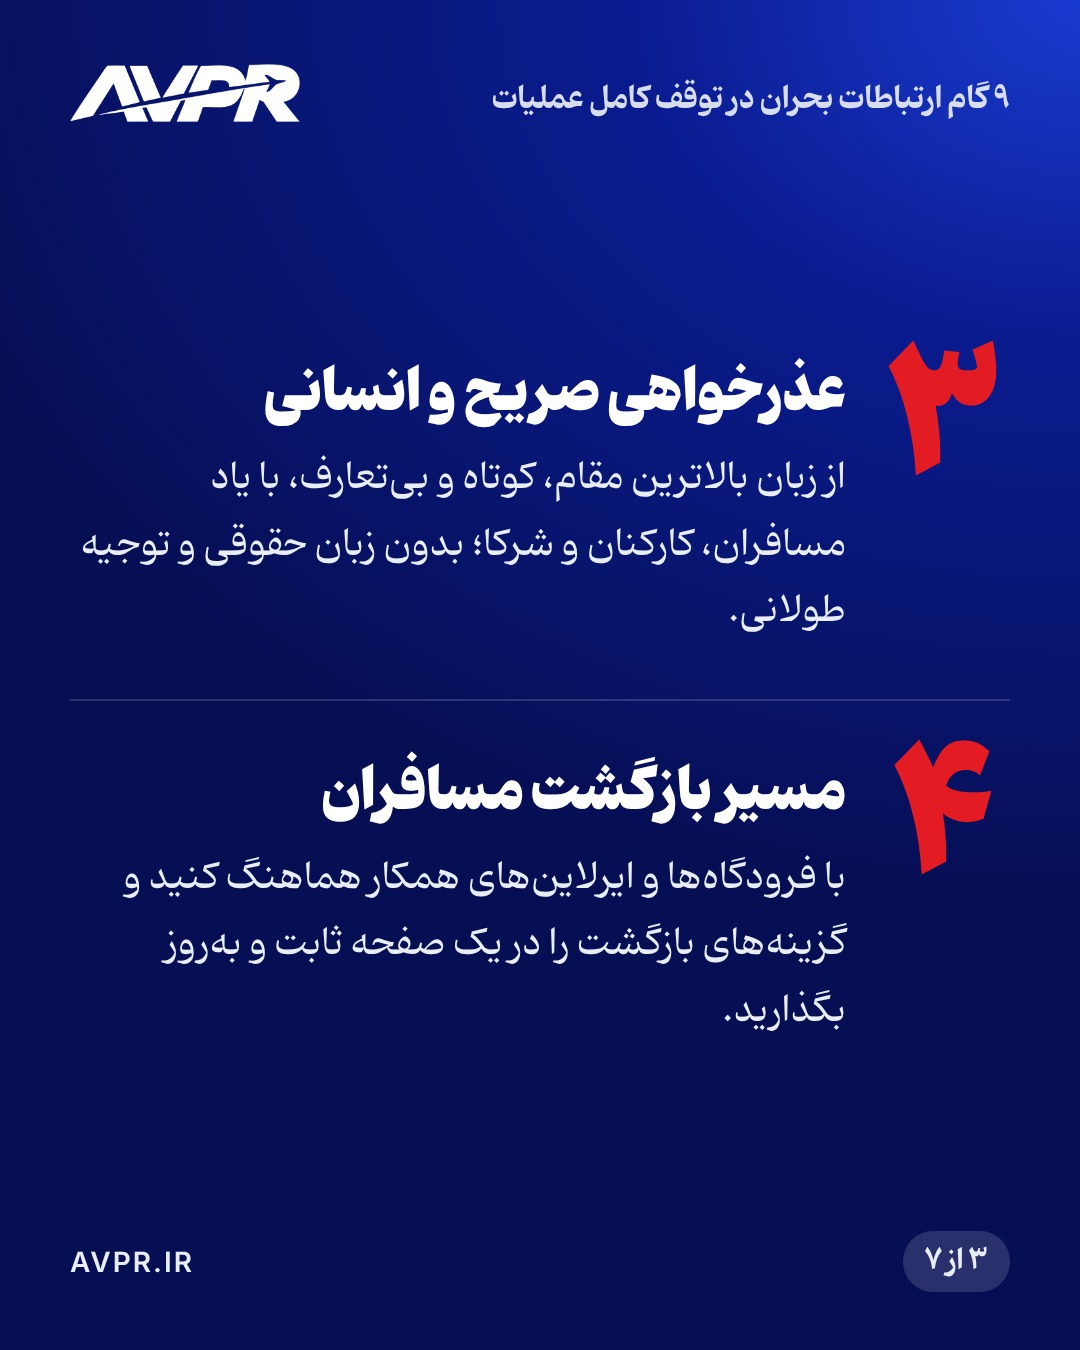 ۹ گام ارتباطات بحران در توقف کامل عملیات
AVPR
۳
عذرخواهی صریح و انسانی
از زبان بالاترین مقام، کوتاه و بی‌تعارف، با یاد
مسافران، کارکنان و شرکا؛ بدون زبان حقوقی و توجیه
طولانی.
۴
مسیر بازگشت مسافران
با فرودگاه‌ها و ایرلاین‌های همکار هماهنگ کنید و
گزینه‌های بازگشت را در یک صفحه ثابت و به‌روز
بگذارید.
۳ از ۷
AVPR.IR